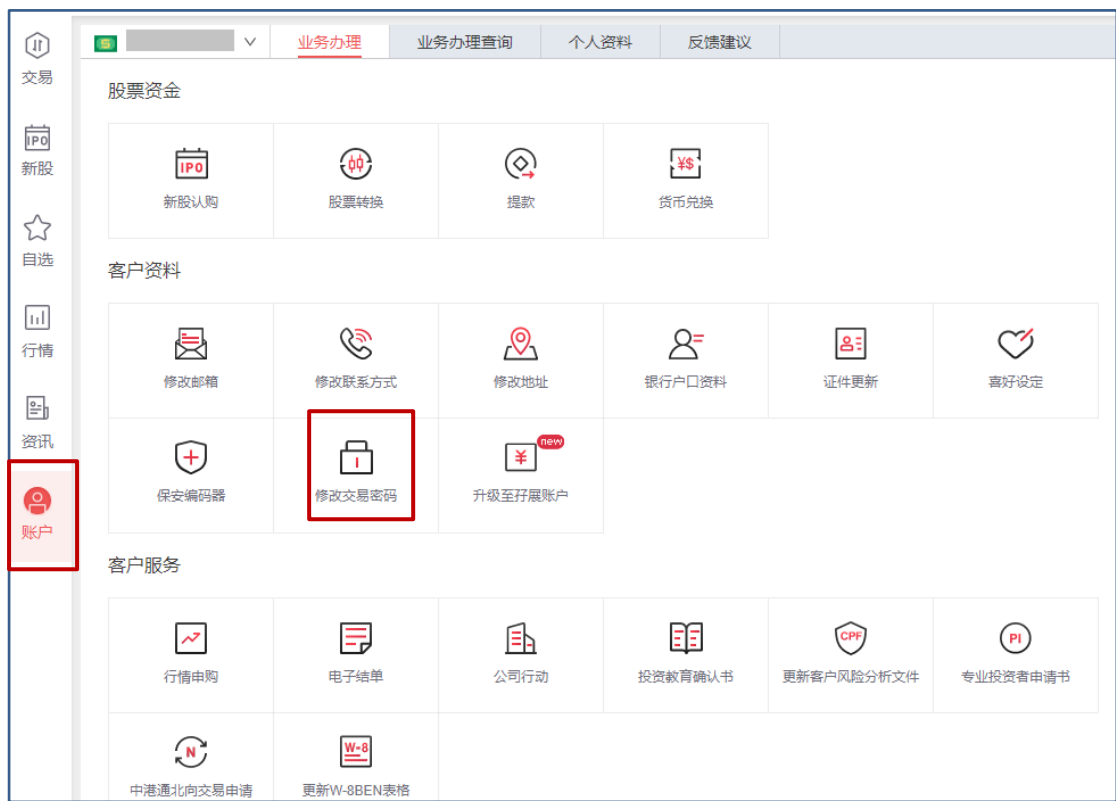 S
业务办理 业务办理查询 个人资料 反馈建议
交易
IPO
新股
自选
行情
资讯
账户
股票资金
IPO ¥$
新股认购 股票转换 提款 货币兑换
客户资料
修改邮箱 修改联系方式 修改地址 银行户口资料 证件更新 喜好设定
¥ new
保安编码器 修改交易密码 升级至孖展账户
客户服务
CPF PI
行情申购 电子结单 公司行动 投资教育确认书 更新客户风险分析文件 专业投资者申请书
N W-8
中港通北向交易申请 更新W-8BEN表格